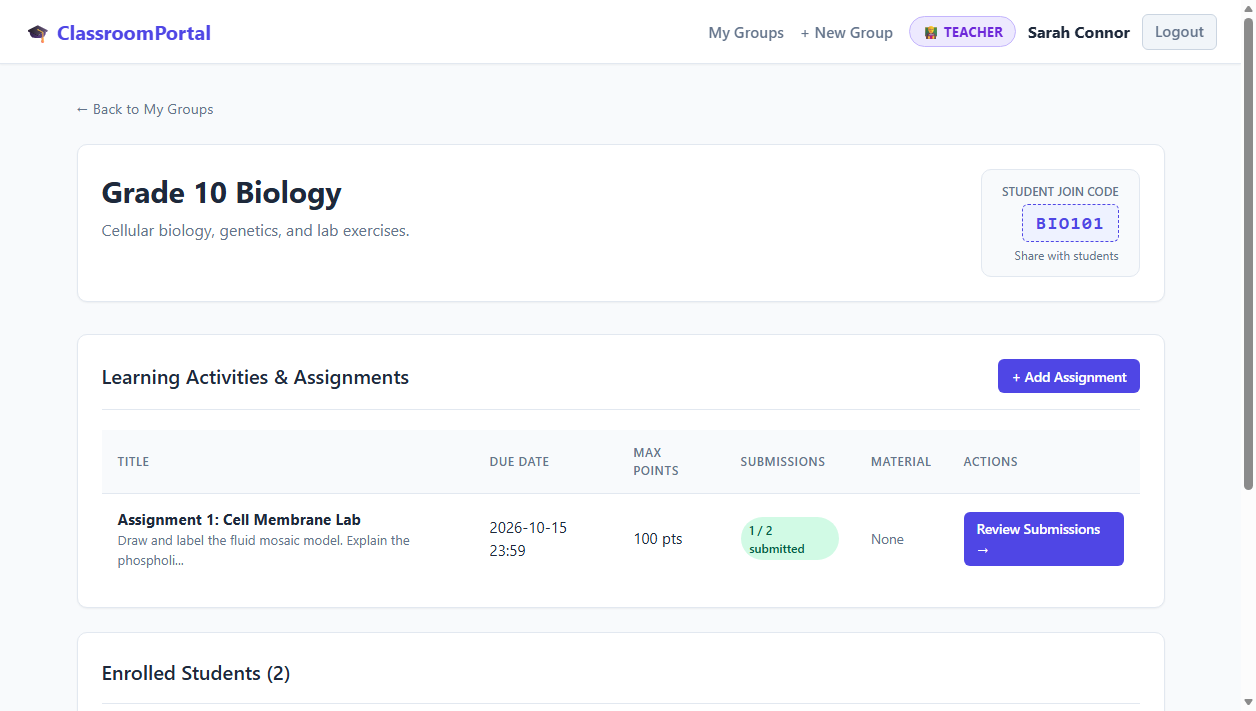 ClassroomPortal
My Groups
+ New Group
TEACHER
Sarah Connor
Logout
← Back to My Groups
Grade 10 Biology
Cellular biology, genetics, and lab exercises.
STUDENT JOIN CODE
BIO101
Share with students
Learning Activities & Assignments
+ Add Assignment
TITLE
DUE DATE
MAX
POINTS
SUBMISSIONS
MATERIAL
ACTIONS
Assignment 1: Cell Membrane Lab
Draw and label the fluid mosaic model. Explain the
phospholi...
2026-10-15
23:59
100 pts
1 / 2
submitted
None
Review Submissions
→
Enrolled Students (2)